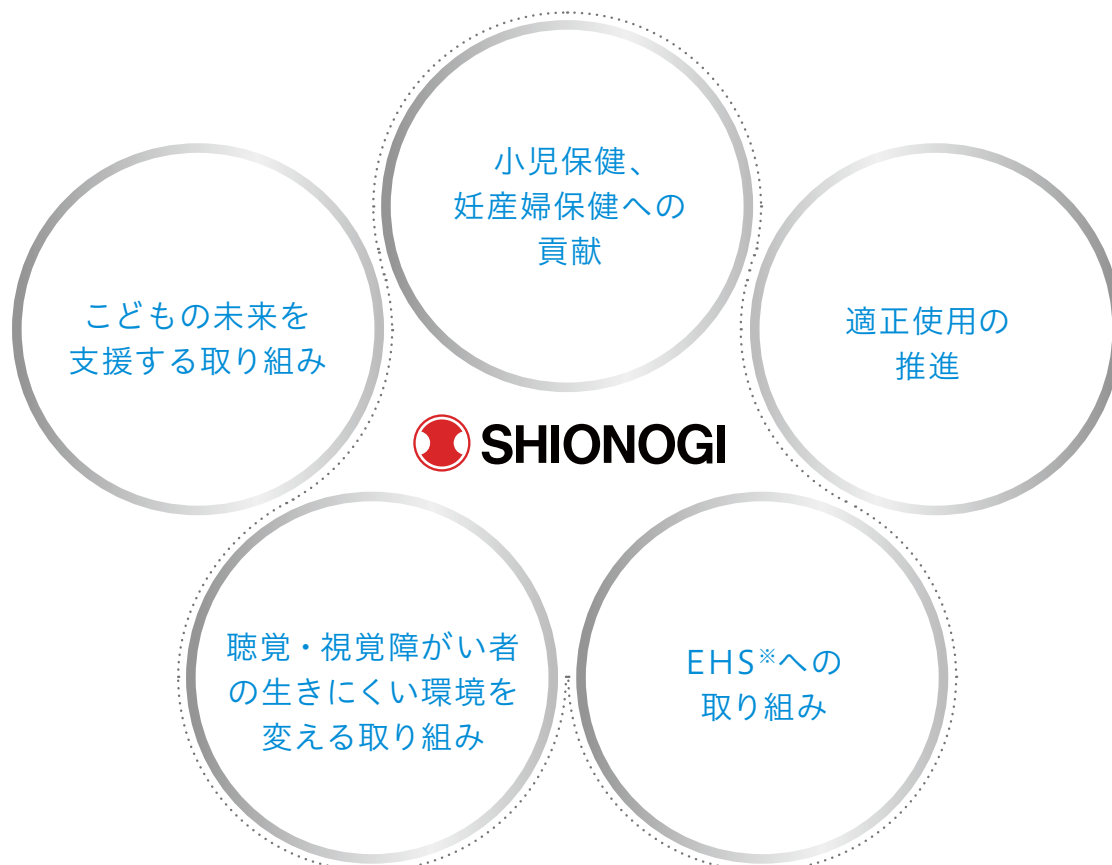 小児保健、
妊産婦保健への
貢献
こどもの未来を
支援する取り組み
適正使用の
推進
SHIONOGI
聴覚・視覚障がい者
の生きにくい環境を
変える取り組み
EHS※への
取り組み